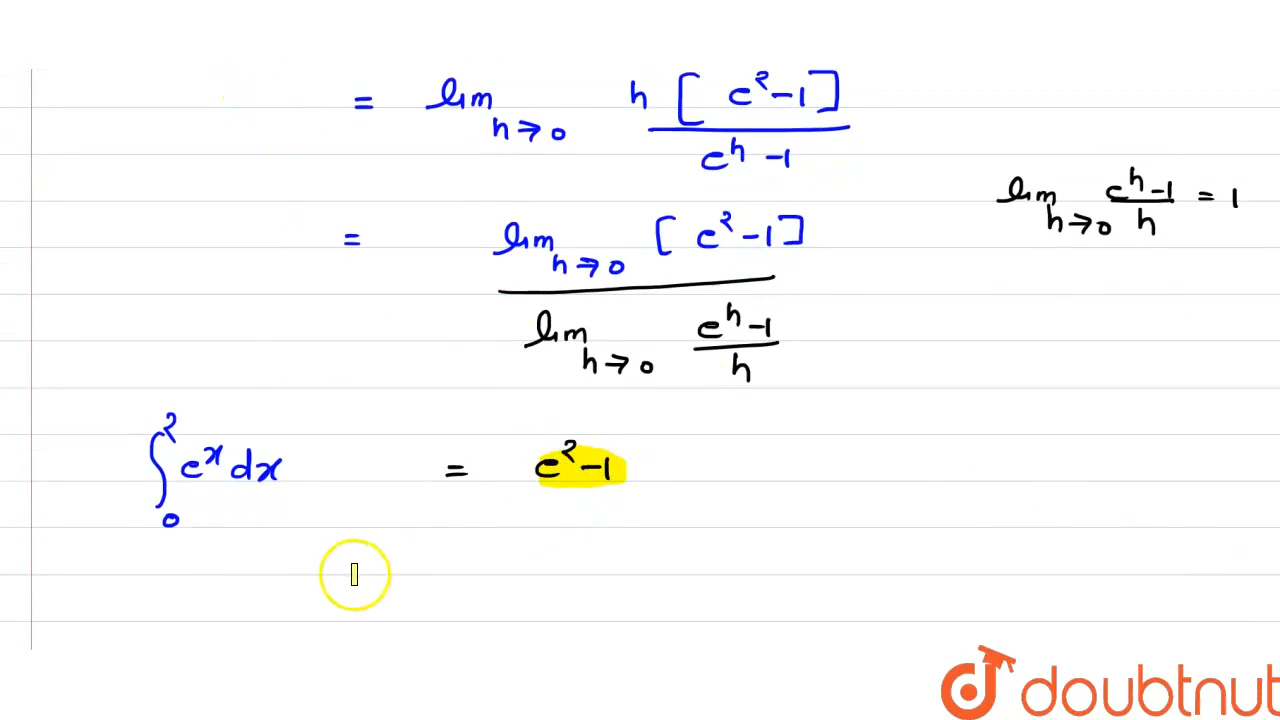 = lim h→0 h [e² - 1] / e^h - 1
lim h→0 e^h - 1 / h = 1
= lim h→0 [e² - 1] / lim h→0 e^h - 1 / h
∫₀² e^x dx = e² - 1
doubtnut